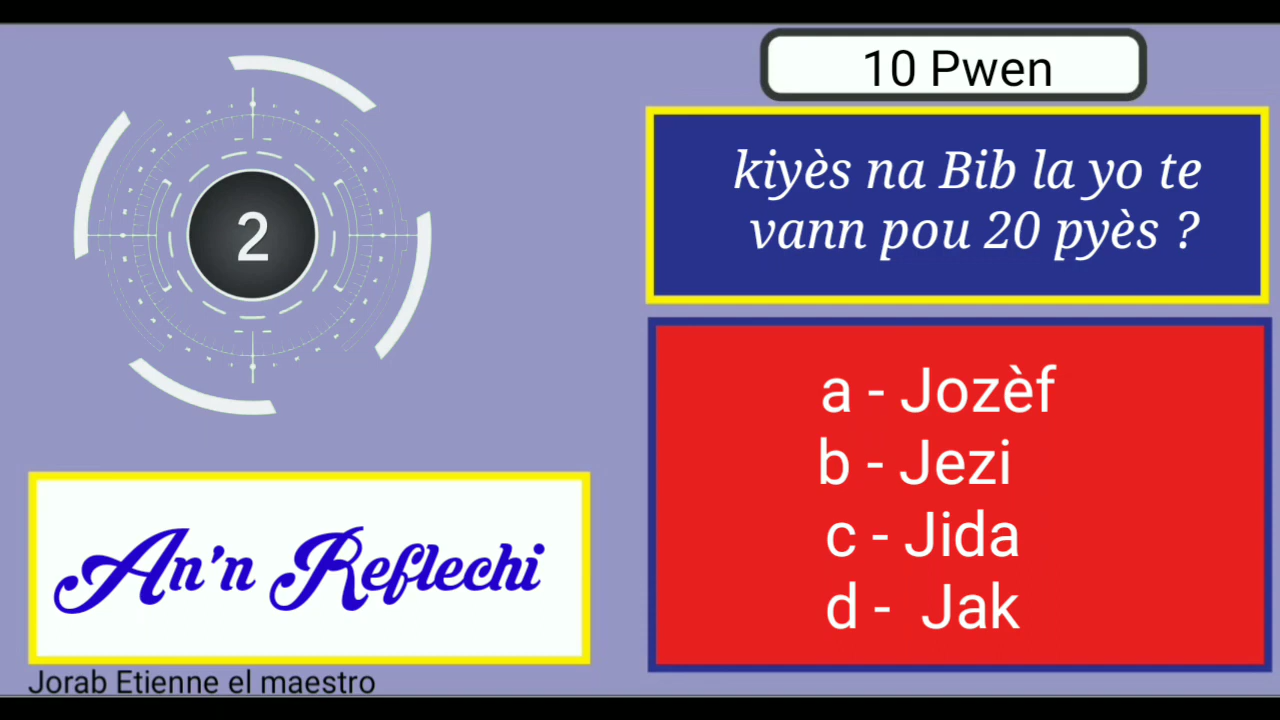 10 Pwen
kiyès na Bib la yo te
vann pou 20 pyès ?
2
a - Jozèf
b - Jezi
c - Jida
d - Jak
An'n Reflechi
Jorab Etienne el maestro